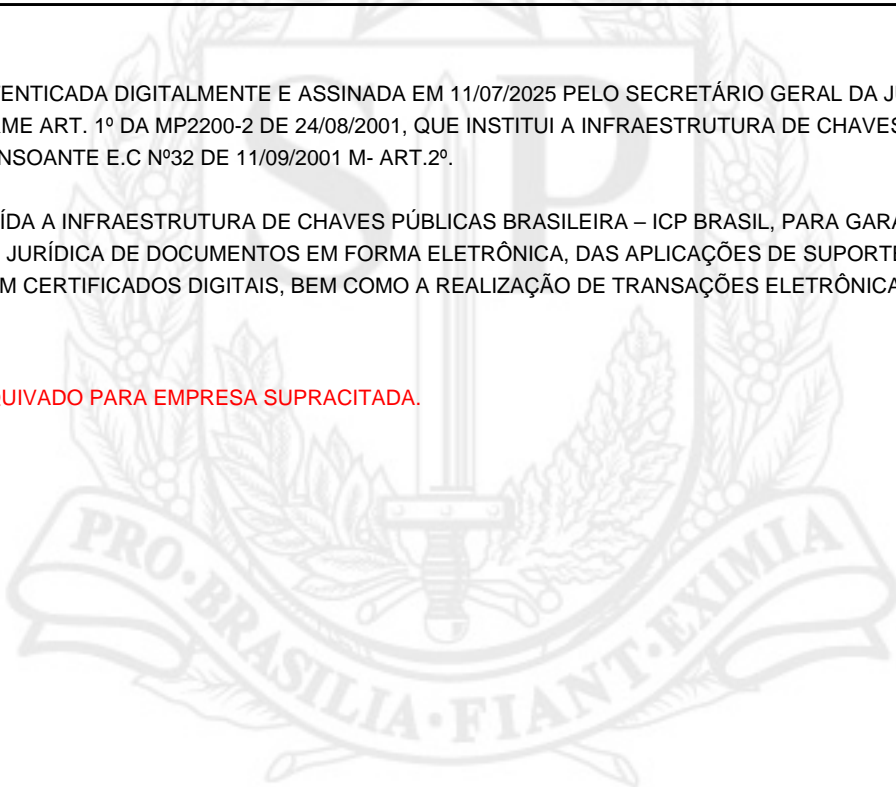 ENTICADA DIGITALMENTE E ASSINADA EM 11/07/2025 PELO SECRETÁRIO GERAL DA J
ME ART. 1º DA MP2200-2 DE 24/08/2001, QUE INSTITUI A INFRAESTRUTURA DE CHAVES
NSOANTE E.C Nº32 DE 11/09/2001 M- ART.2º.
ÍDA A INFRAESTRUTURA DE CHAVES PÚBLICAS BRASILEIRA – ICP BRASIL, PARA GARA
JURÍDICA DE DOCUMENTOS EM FORMA ELETRÔNICA, DAS APLICAÇÕES DE SUPORTE
M CERTIFICADOS DIGITAIS, BEM COMO A REALIZAÇÃO DE TRANSAÇÕES ELETRÔNICA
UIVADO PARA EMPRESA SUPRACITADA.
SP
PRO·BRASILIA·FIANT·EXIMIA